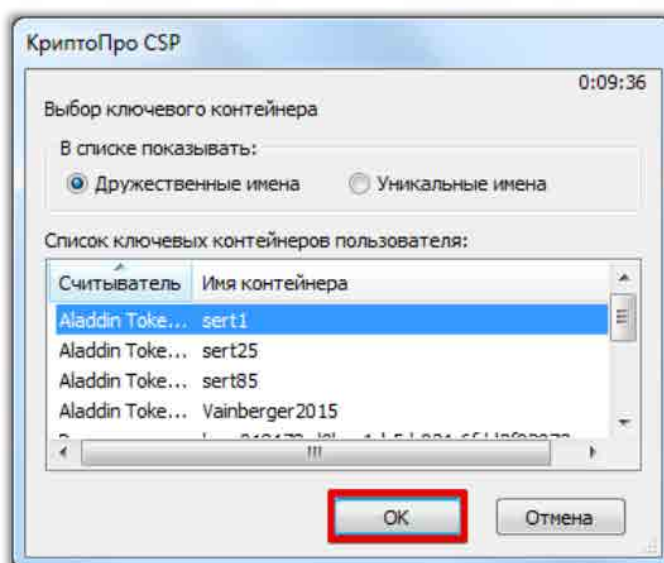 КриптоПро CSP
0:09:36
Выбор ключевого контейнера
В списке показывать:
Дружественные имена Уникальные имена
Список ключевых контейнеров пользователя:
Считыватель Имя контейнера
Aladdin Toke... sert1
Aladdin Toke... sert25
Aladdin Toke... sert85
Aladdin Toke... Vainberger2015
OK Отмена